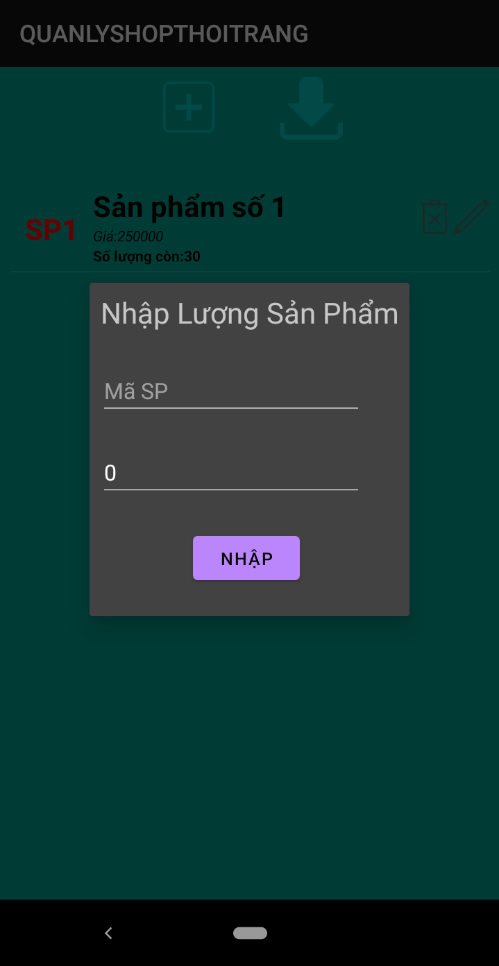 QUANLYSHOPTHOITRANG
Sản phẩm số 1
SP1
Giá:250000
Số lượng còn:30
Nhập Lượng Sản Phẩm
Mã SP
0
NHẬP